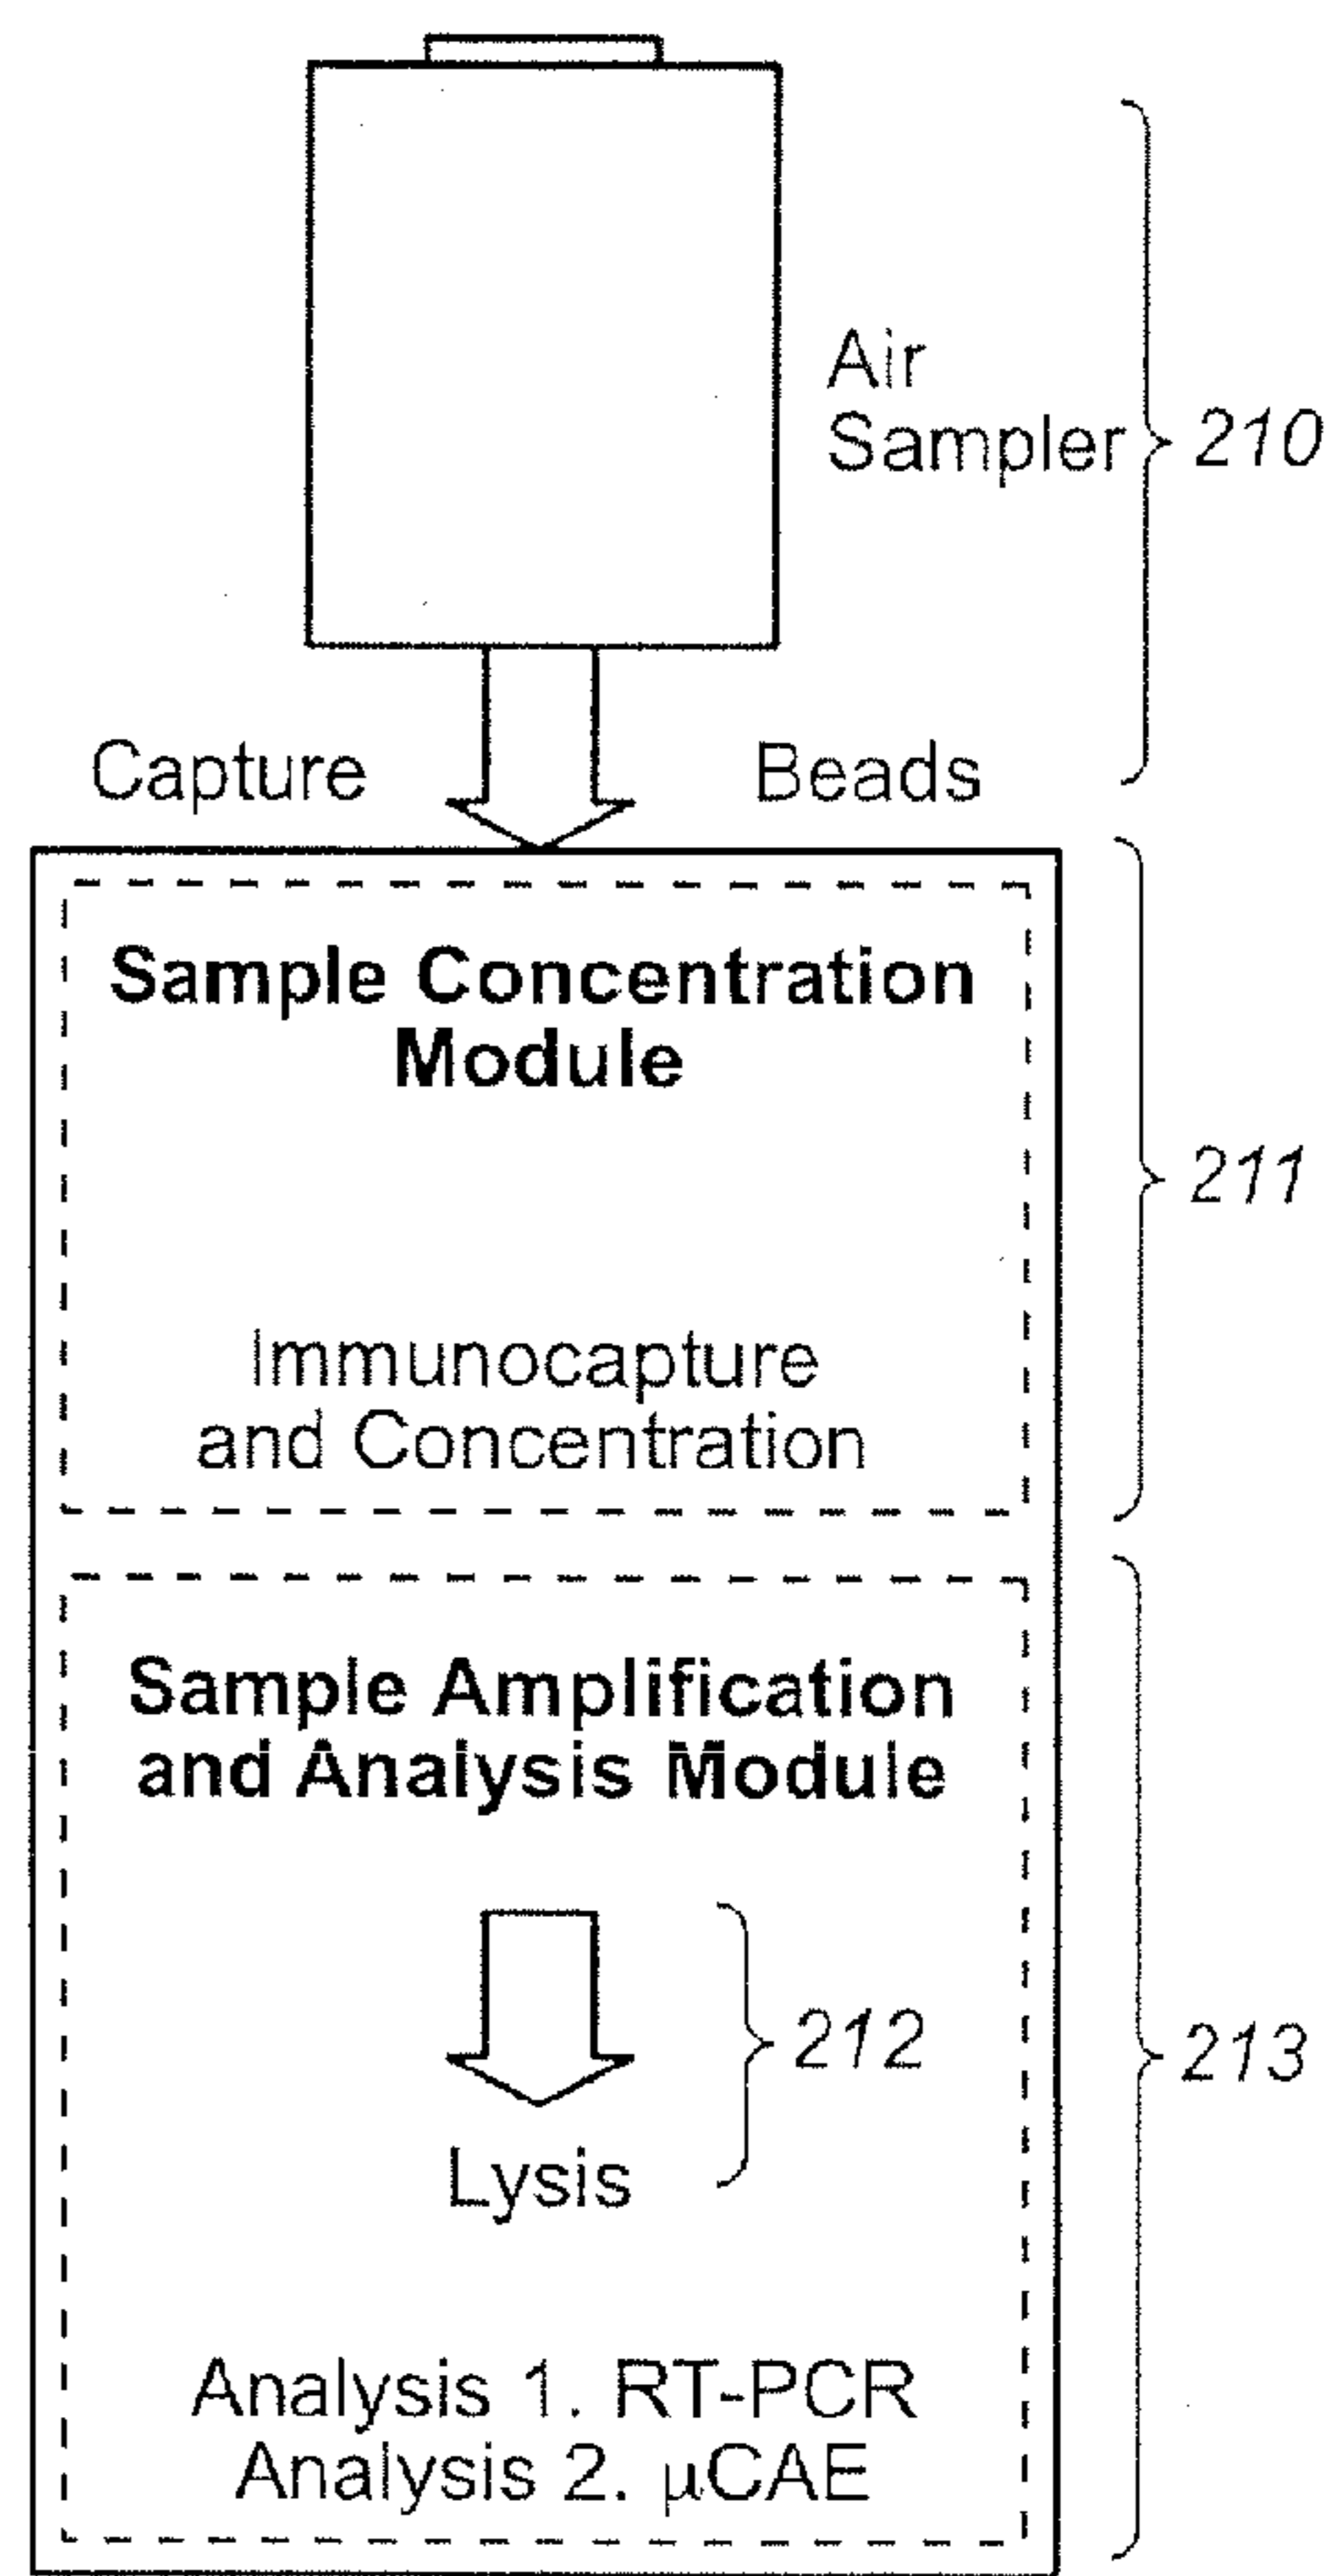 Air
Sampler
210
Capture
Beads
Sample Concentration
Module
211
Immunocapture
and Concentration
Sample Amplification
and Analysis Module
212
213
Lysis
Analysis 1. RT-PCR
Analysis 2. μCAE